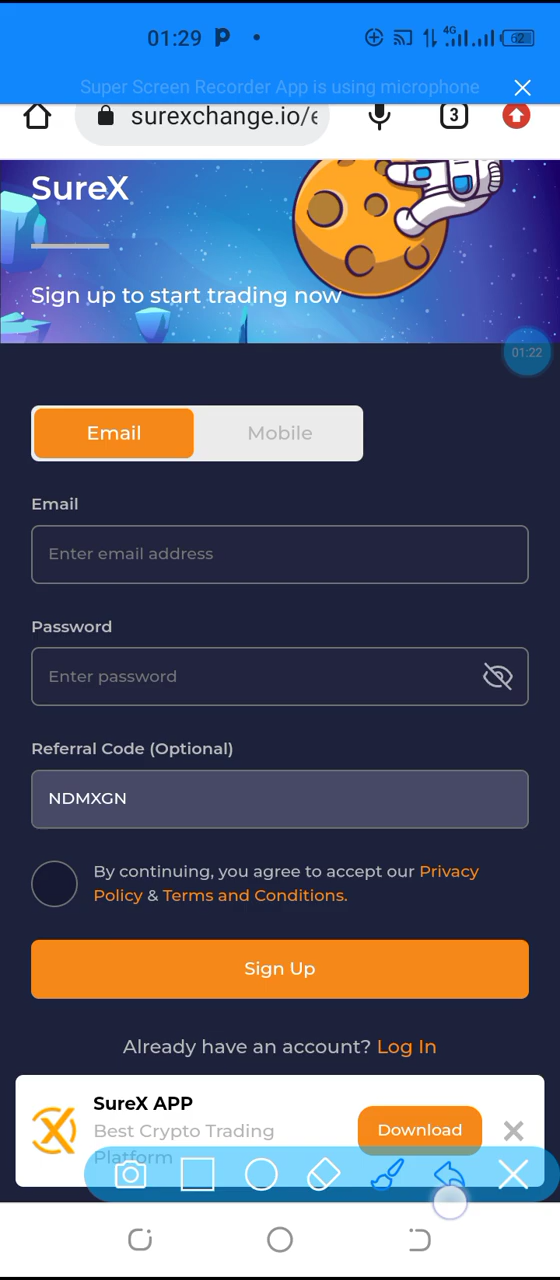 01:29
4G
62
Super Screen Recorder App is using microphone
surexchange.io/e
3
SureX
Sign up to start trading now
01:22
Email
Mobile
Email
Enter email address
Password
Enter password
Referral Code (Optional)
NDMXGN
By continuing, you agree to accept our Privacy
Policy & Terms and Conditions.
Sign Up
Already have an account? Log In
SureX APP
Best Crypto Trading
Platform
Download